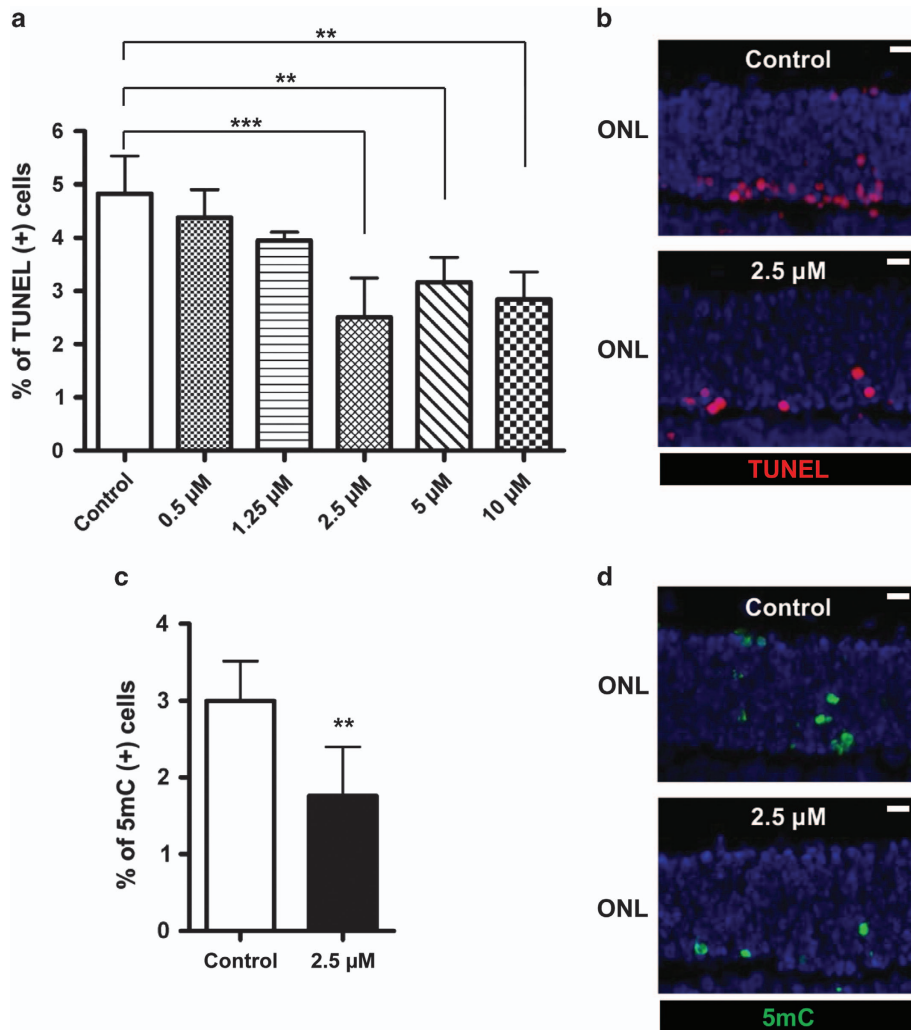 a
**
**
***
% of TUNEL (+) cells
6
5
4
3
2
1
0
Control
0.5 µM
1.25 µM
2.5 µM
5 µM
10 µM
b
Control
ONL
2.5 µM
ONL
TUNEL
c
% of 5mC (+) cells
4
3
2
1
0
**
Control
2.5 µM
d
Control
ONL
2.5 µM
ONL
5mC